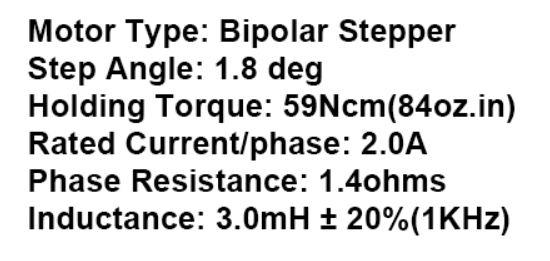 Motor Type: Bipolar Stepper
Step Angle: 1.8 deg
Holding Torque: 59Ncm(84oz.in)
Rated Current/phase: 2.0A
Phase Resistance: 1.4ohms
Inductance: 3.0mH ± 20%(1KHz)